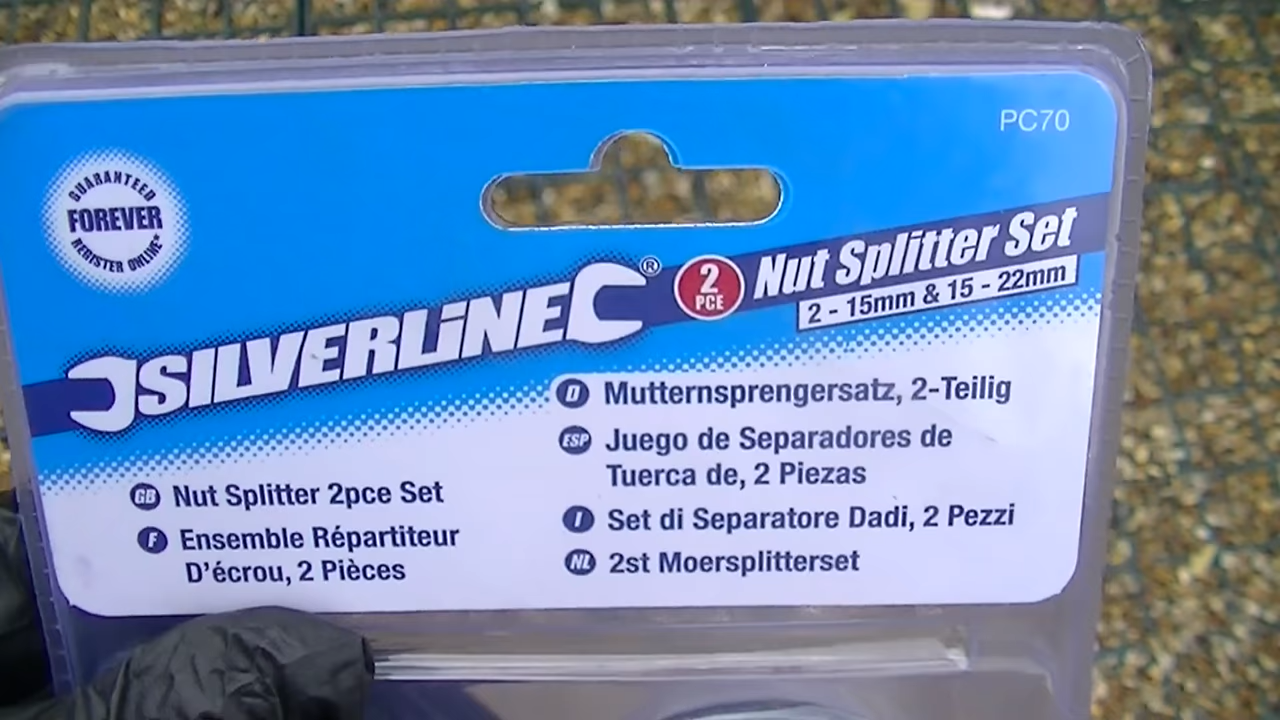 PC70
GUARANTEED
FOREVER
REGISTER ONLINE*
SILVERLINE®
2
PCE
Nut Splitter Set
2 - 15mm & 15 - 22mm
GB Nut Splitter 2pce Set
F Ensemble Répartiteur
D'écrou, 2 Pièces
D Mutternsprengersatz, 2-Teilig
ESP Juego de Separadores de
Tuerca de, 2 Piezas
I Set di Separatore Dadi, 2 Pezzi
NL 2st Moersplitterset